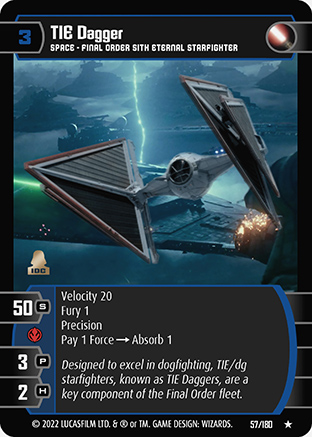 3
TIE Dagger
SPACE - FINAL ORDER SITH ETERNAL STARFIGHTER
IDC
50 S
Velocity 20
Fury 1
Precision
Pay 1 Force → Absorb 1
3 P
2 H
Designed to excel in dogfighting, TIE/dg
starfighters, known as TIE Daggers, are a
key component of the Final Order fleet.
© 2022 LUCASFILM LTD. & ® or TM. GAME DESIGN: WIZARDS. 57/180 ★